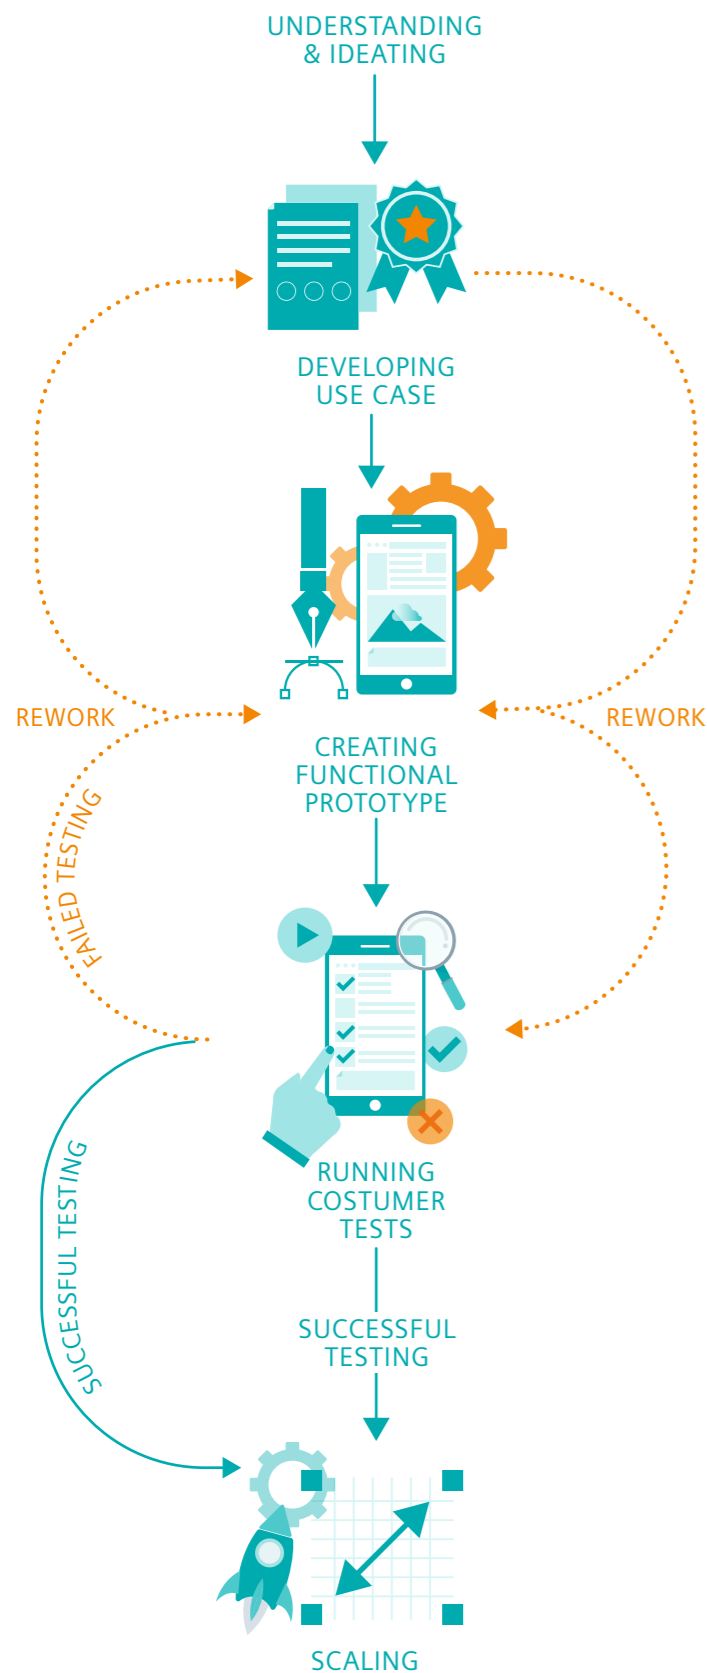 UNDERSTANDING
& IDEATING
DEVELOPING
USE CASE
REWORK
REWORK
CREATING
FUNCTIONAL
PROTOTYPE
FAILED TESTING
RUNNING
COSTUMER
TESTS
SUCCESSFUL TESTING
SUCCESSFUL
TESTING
SCALING